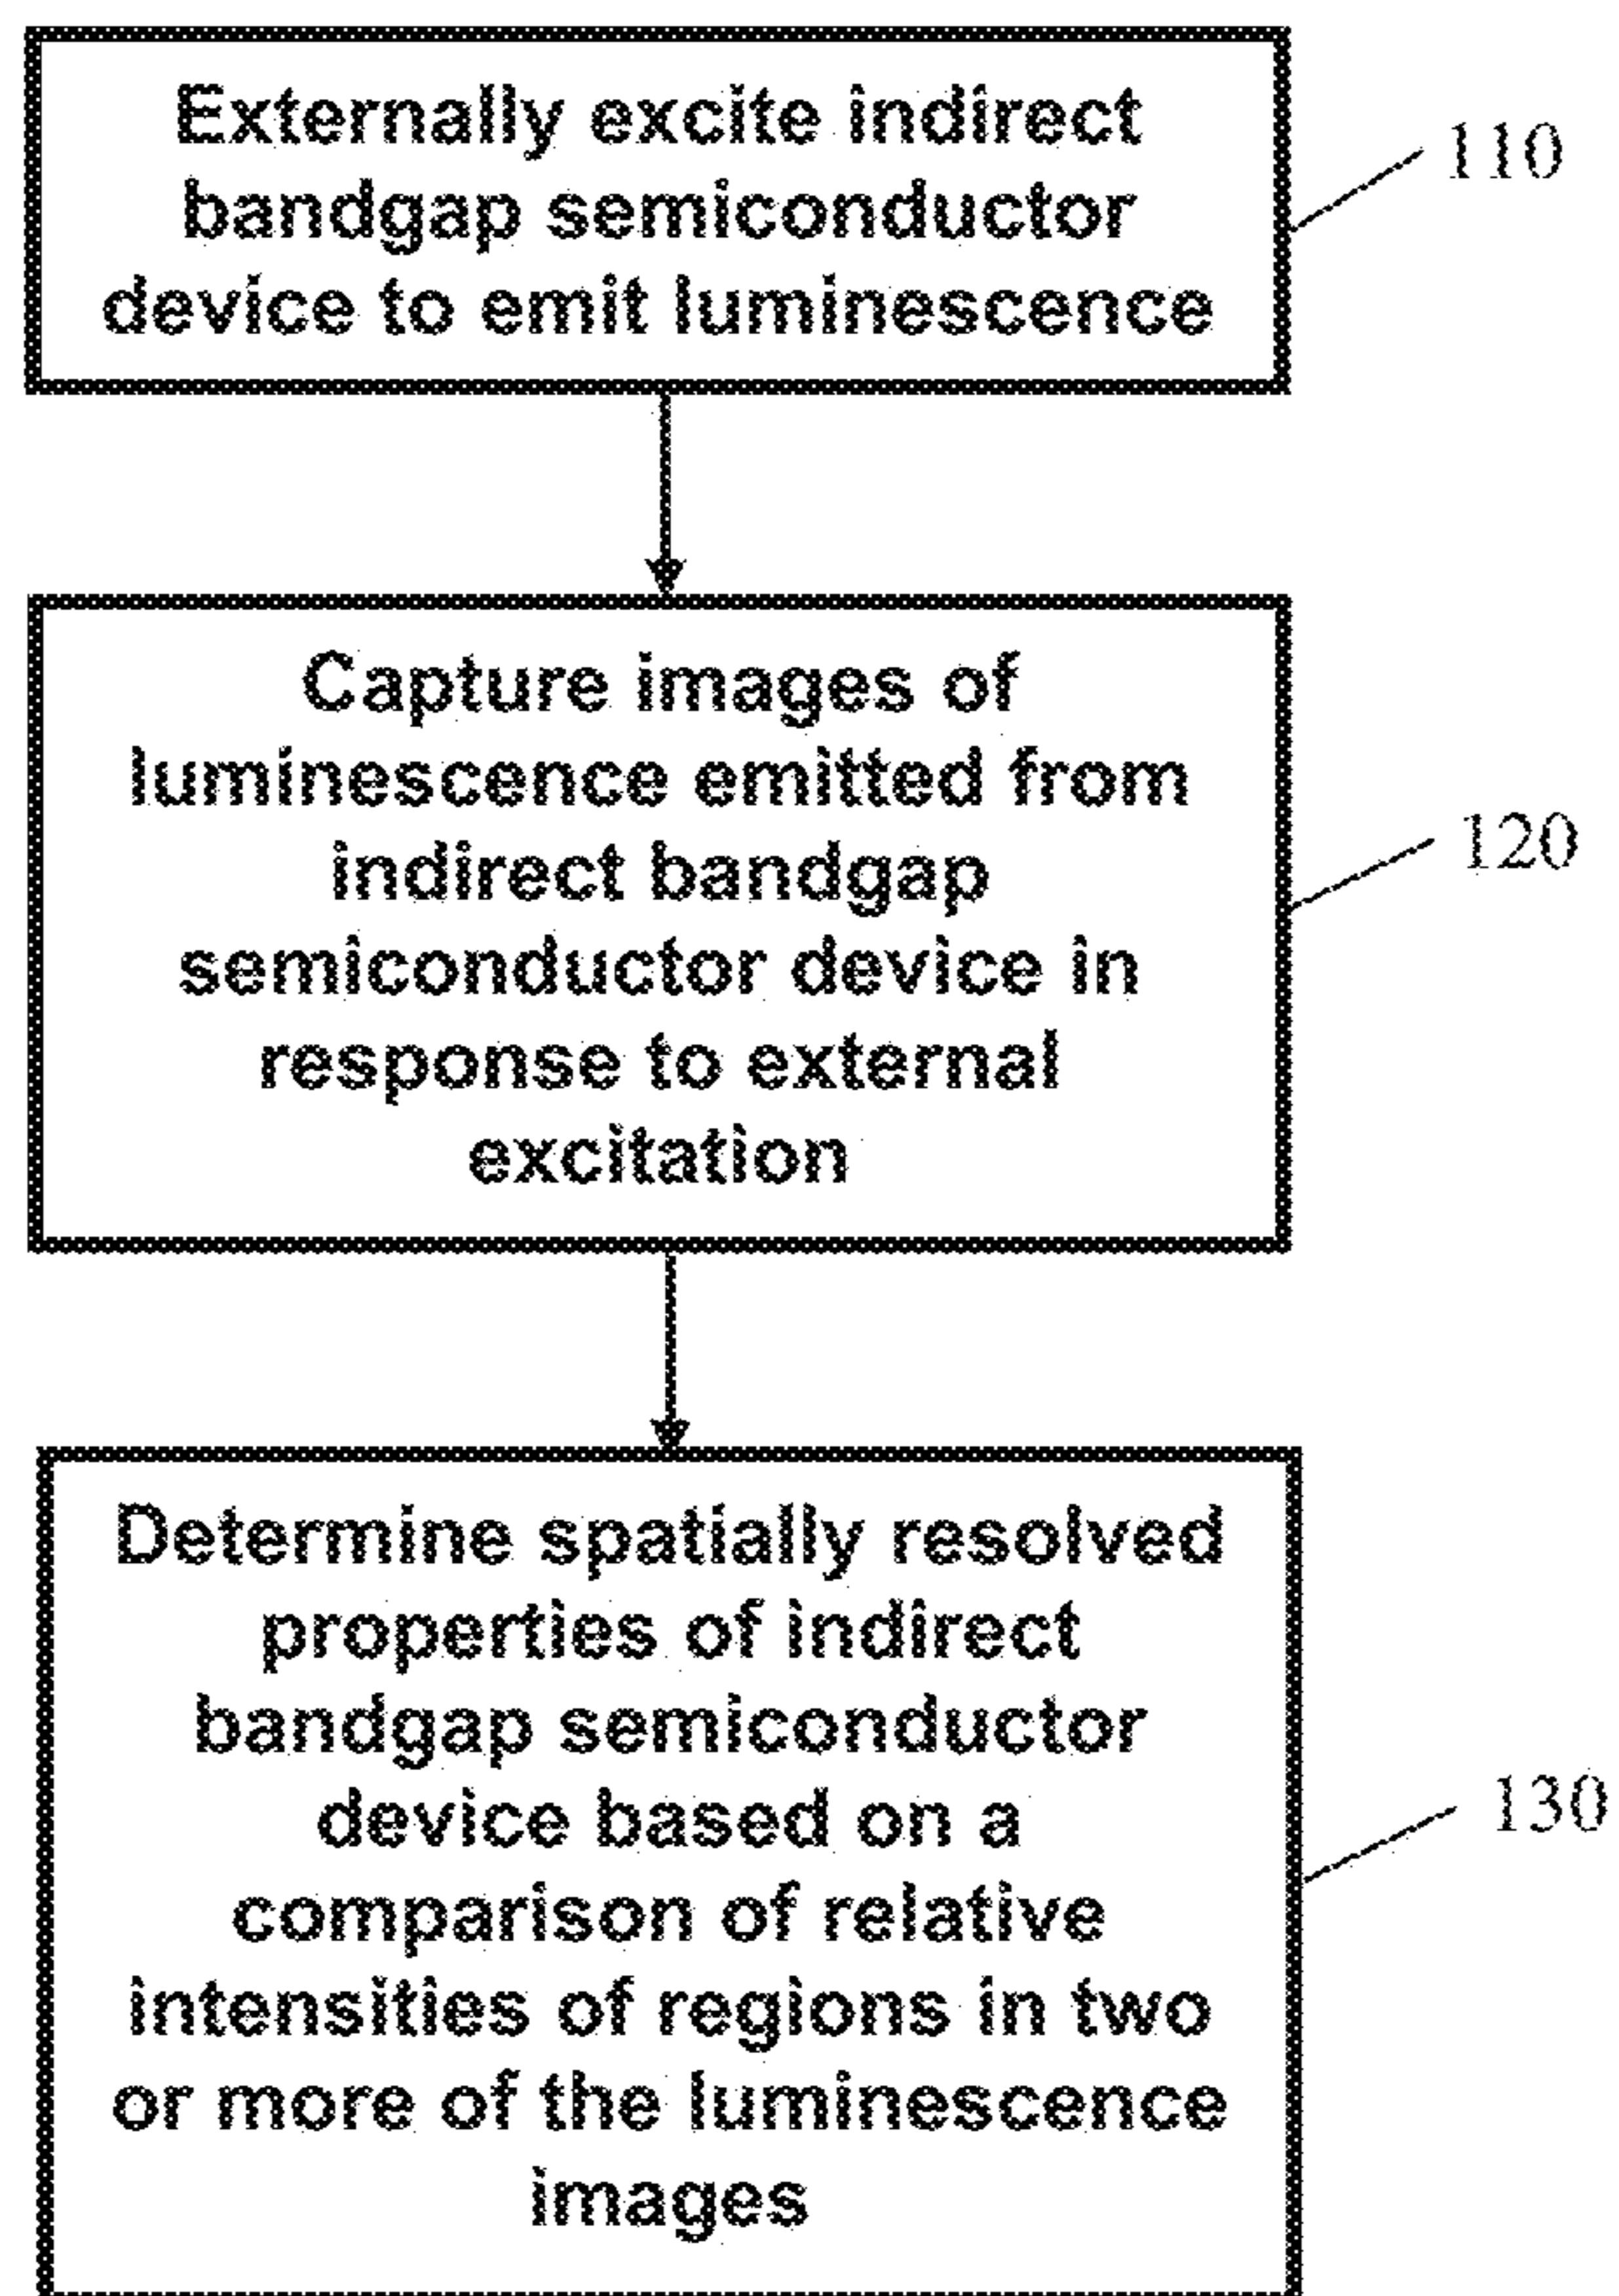 Externally excite indirect
bandgap semiconductor
device to emit luminescence
110
Capture images of
luminescence emitted from
indirect bandgap
semiconductor device in
response to external
excitation
120
Determine spatially resolved
properties of indirect
bandgap semiconductor
device based on a
comparison of relative
intensities of regions in two
or more of the luminescence
images
130